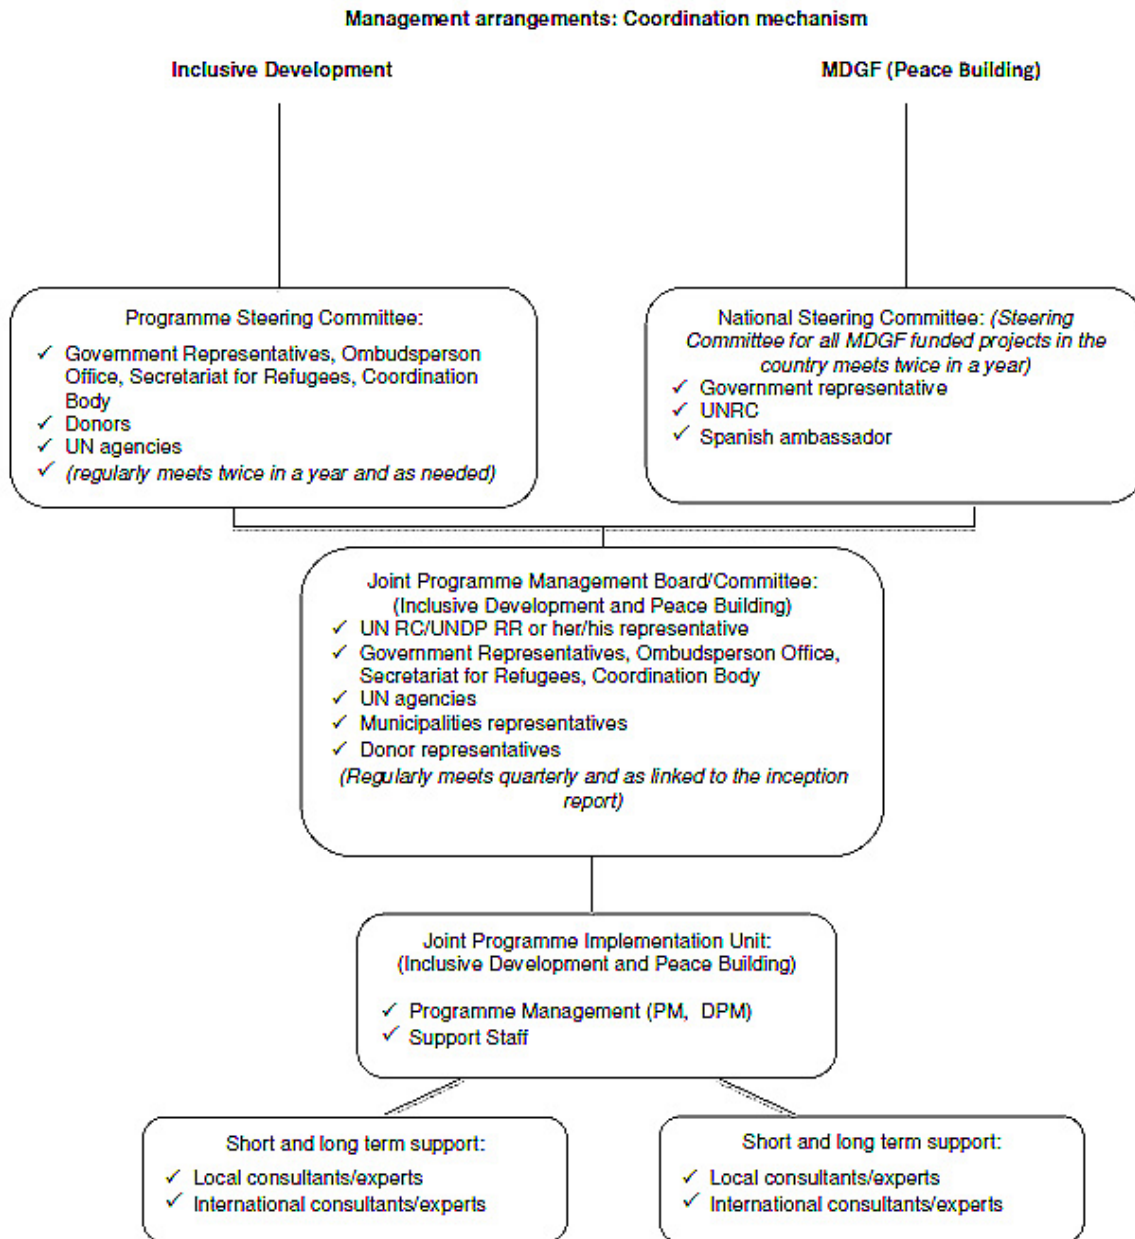 Management arrangements: Coordination mechanism
Inclusive Development
MDGF (Peace Building)
Programme Steering Committee:
✓ Government Representatives, Ombudsperson
Office, Secretariat for Refugees, Coordination
Body
✓ Donors
✓ UN agencies
✓ (regularly meets twice in a year and as needed)
National Steering Committee: (Steering
Committee for all MDGF funded projects in the
country meets twice in a year)
✓ Government representative
✓ UNRC
✓ Spanish ambassador
Joint Programme Management Board/Committee:
(Inclusive Development and Peace Building)
✓ UN RC/UNDP RR or her/his representative
✓ Government Representatives, Ombudsperson Office,
Secretariat for Refugees, Coordination Body
✓ UN agencies
✓ Municipalities representatives
✓ Donor representatives
(Regularly meets quarterly and as linked to the inception
report)
Joint Programme Implementation Unit:
(Inclusive Development and Peace Building)
✓ Programme Management (PM, DPM)
✓ Support Staff
Short and long term support:
✓ Local consultants/experts
✓ International consultants/experts
Short and long term support:
✓ Local consultants/experts
✓ International consultants/experts